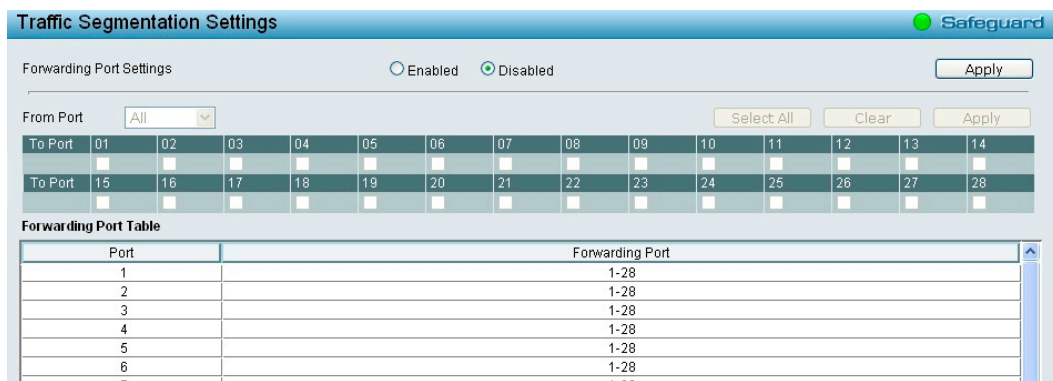 Traffic Segmentation Settings Safeguard
Forwarding Port Settings Enabled Disabled Apply
From Port All Select All Clear Apply
To Port 01 02 03 04 05 06 07 08 09 10 11 12 13 14
To Port 15 16 17 18 19 20 21 22 23 24 25 26 27 28
Forwarding Port Table
Port Forwarding Port
1 1-28
2 1-28
3 1-28
4 1-28
5 1-28
6 1-28